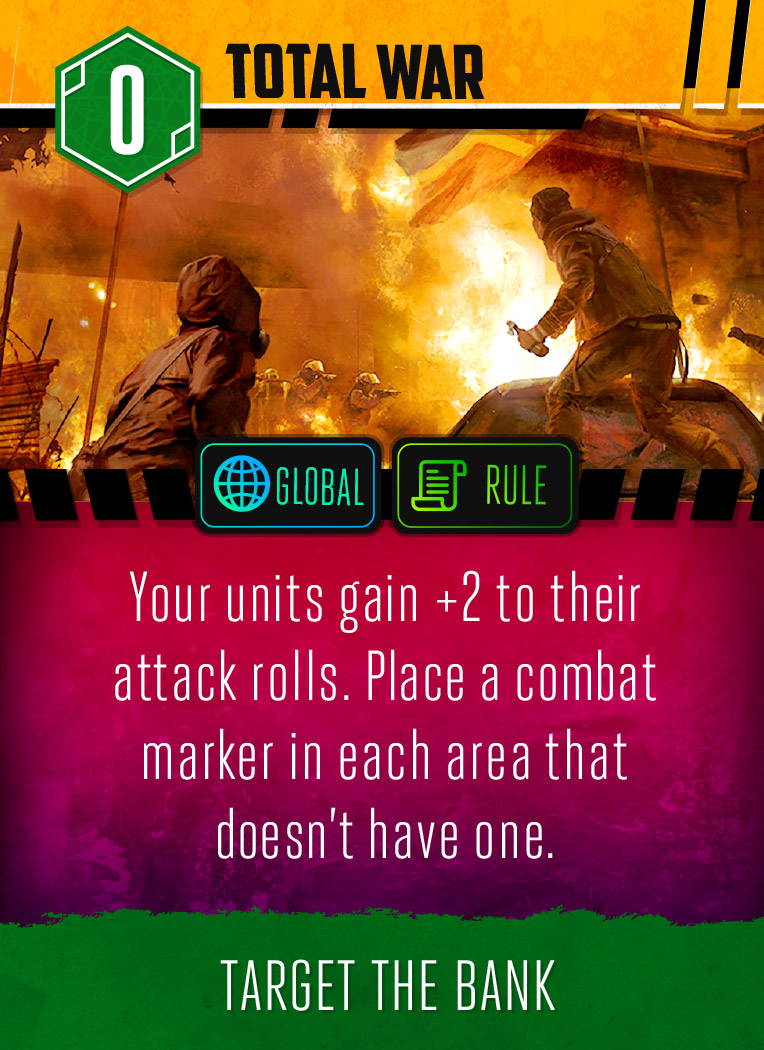 0
TOTAL WAR
GLOBAL
RULE
Your units gain +2 to their
attack rolls. Place a combat
marker in each area that
doesn't have one.
TARGET THE BANK